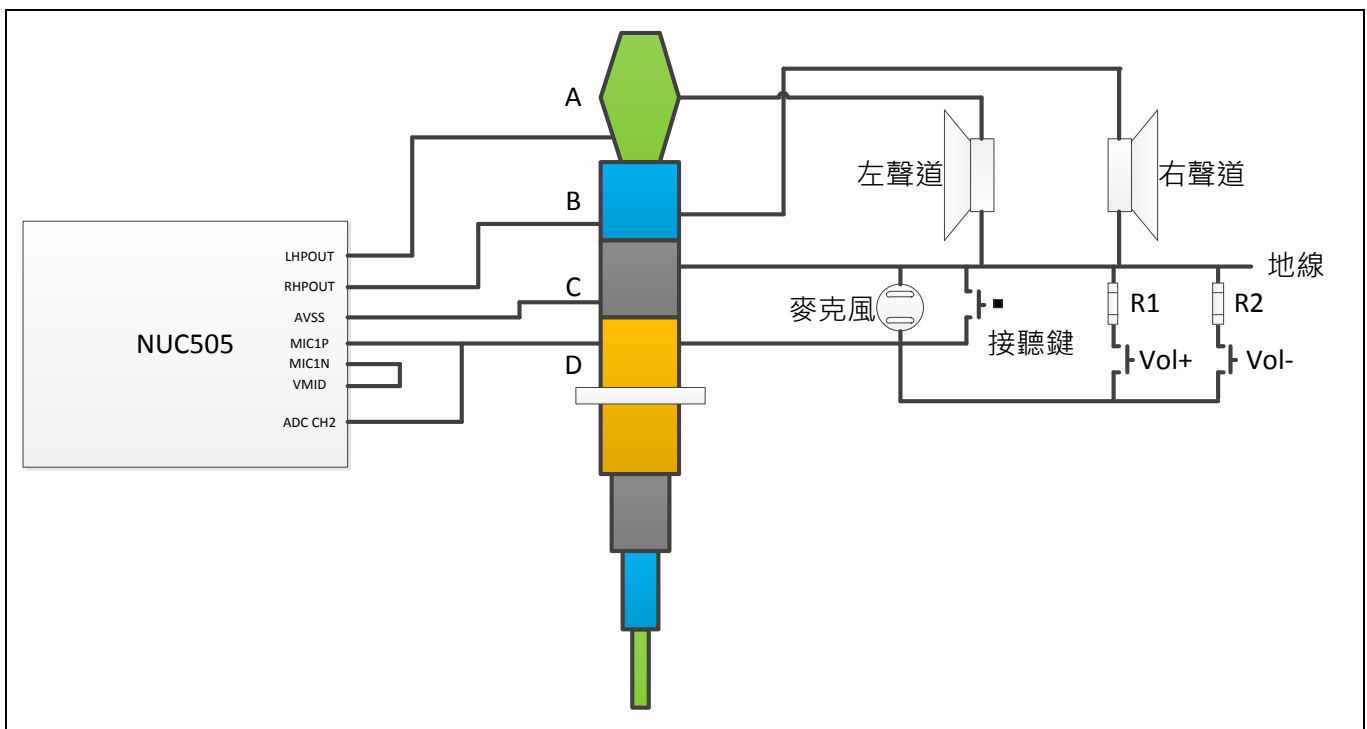 A
B
C
D
LHPOUT
RHPOUT
AVSS
MIC1P
MIC1N
VMID
ADC CH2
NUC505
左聲道
右聲道
地線
麥克風
接聽鍵
R1
R2
Vol+
Vol-